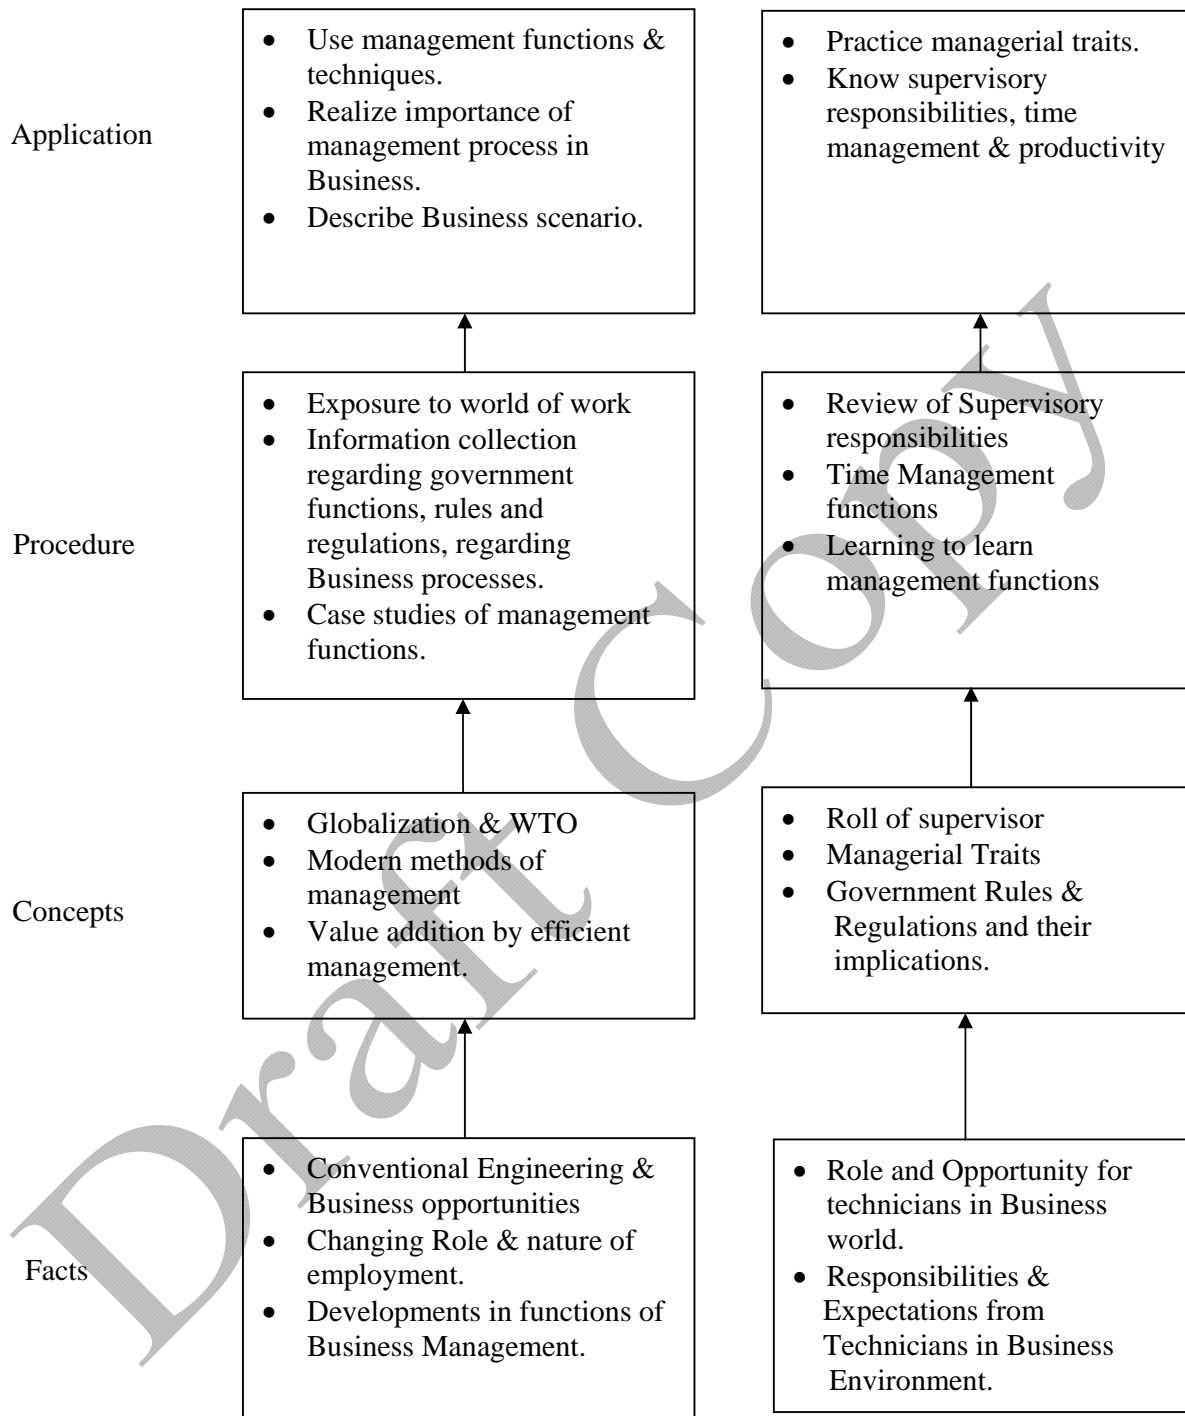 Application
• Use management functions &
techniques.
• Realize importance of
management process in
Business.
• Describe Business scenario.
• Practice managerial traits.
• Know supervisory
responsibilities, time
management & productivity
Procedure
• Exposure to world of work
• Information collection
regarding government
functions, rules and
regulations, regarding
Business processes.
• Case studies of management
functions.
• Review of Supervisory
responsibilities
• Time Management
functions
• Learning to learn
management functions
Concepts
• Globalization & WTO
• Modern methods of
management
• Value addition by efficient
management.
• Roll of supervisor
• Managerial Traits
• Government Rules &
Regulations and their
implications.
Facts
• Conventional Engineering &
Business opportunities
• Changing Role & nature of
employment.
• Developments in functions of
Business Management.
• Role and Opportunity for
technicians in Business
world.
• Responsibilities &
Expectations from
Technicians in Business
Environment.
Draft Copy